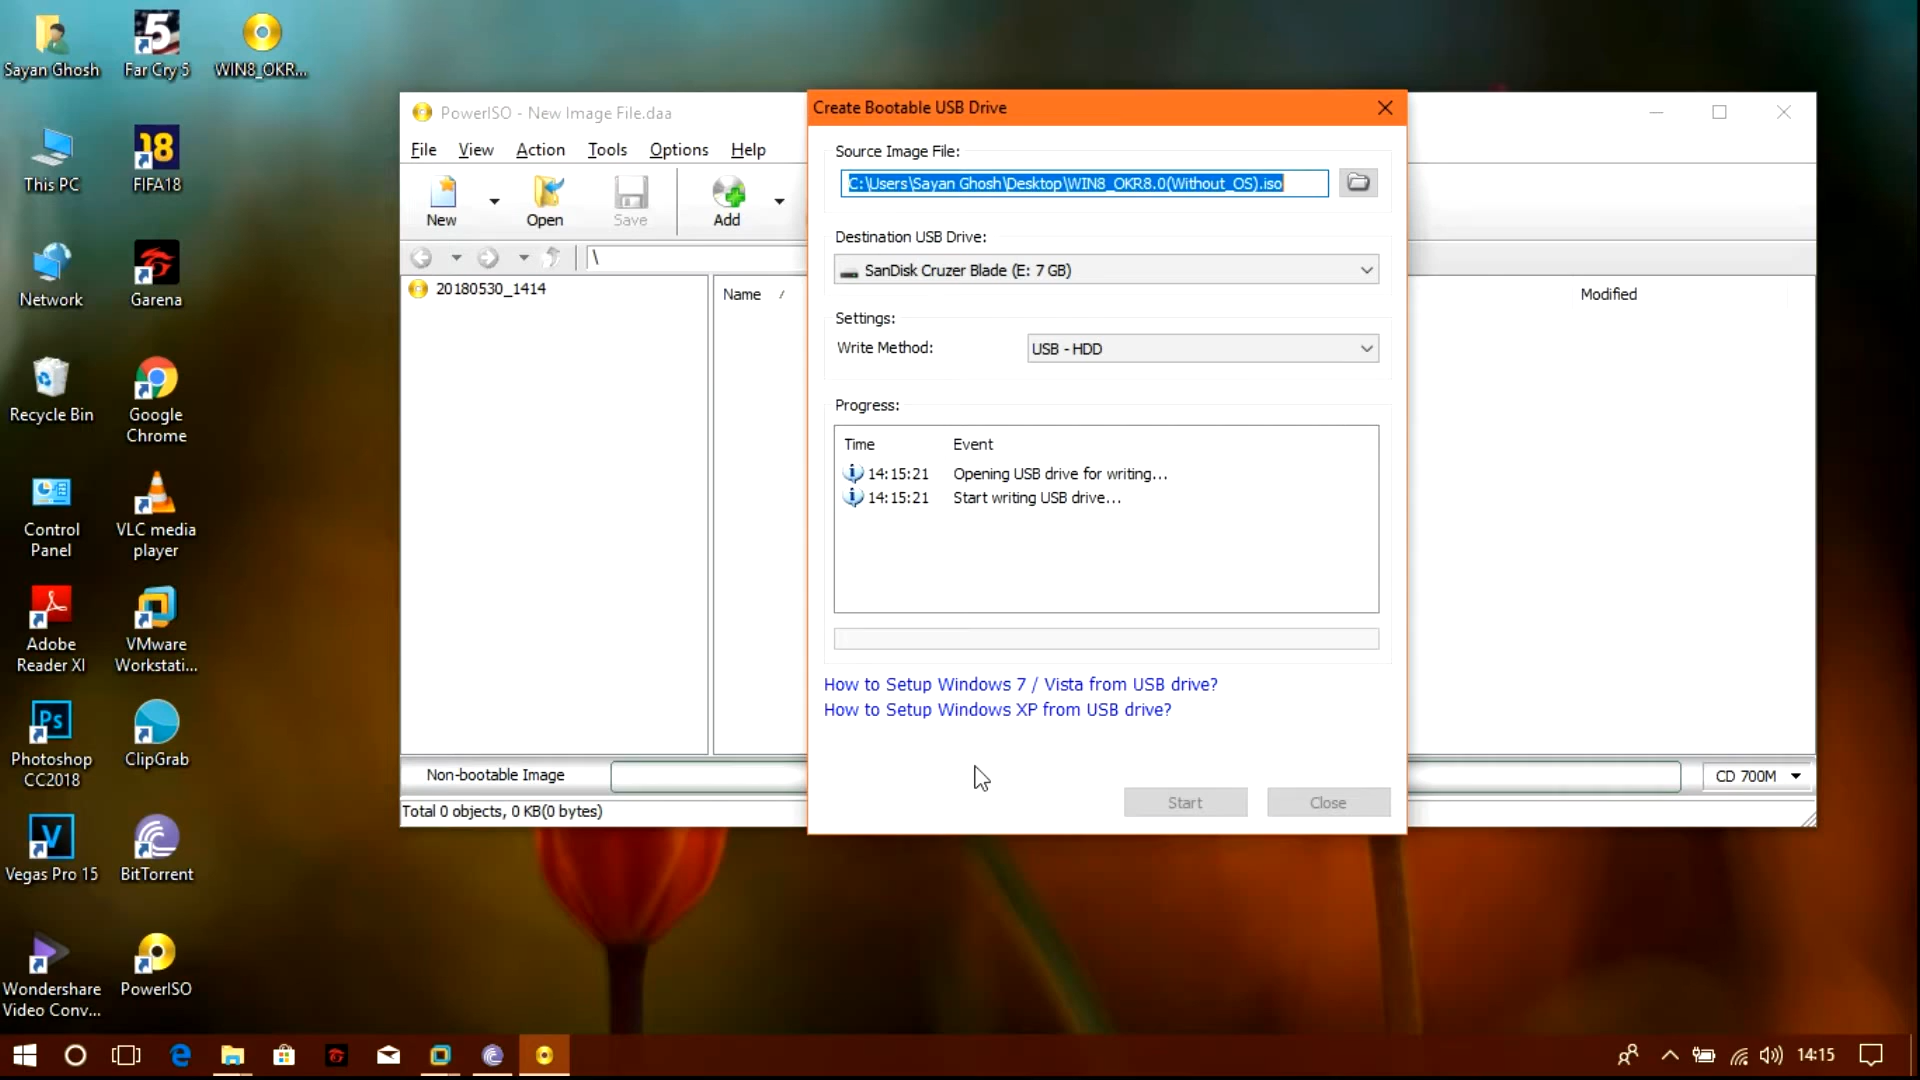 Sayan Ghosh
Far Cry 5
WIN8_OKR...
This PC
FIFA18
Network
Garena
Recycle Bin
Google
Chrome
Control
Panel
VLC media
player
Adobe
Reader XI
VMware
Workstati...
Photoshop
CC2018
ClipGrab
Vegas Pro 15
BitTorrent
Wondershare
Video Conv...
PowerISO
PowerISO - New Image File.daa
File View Action Tools Options Help
New Open Save Add
\
20180530_1414
Name / Modified
Non-bootable Image
CD 700M
Total 0 objects, 0 KB(0 bytes)
Create Bootable USB Drive
Source Image File:
C:\Users\Sayan Ghosh\Desktop\WIN8_OKR8.0(Without_OS).iso
Destination USB Drive:
SanDisk Cruzer Blade (E: 7 GB)
Settings:
Write Method: USB - HDD
Progress:
Time Event
14:15:21 Opening USB drive for writing...
14:15:21 Start writing USB drive...
How to Setup Windows 7 / Vista from USB drive?
How to Setup Windows XP from USB drive?
Start Close
14:15